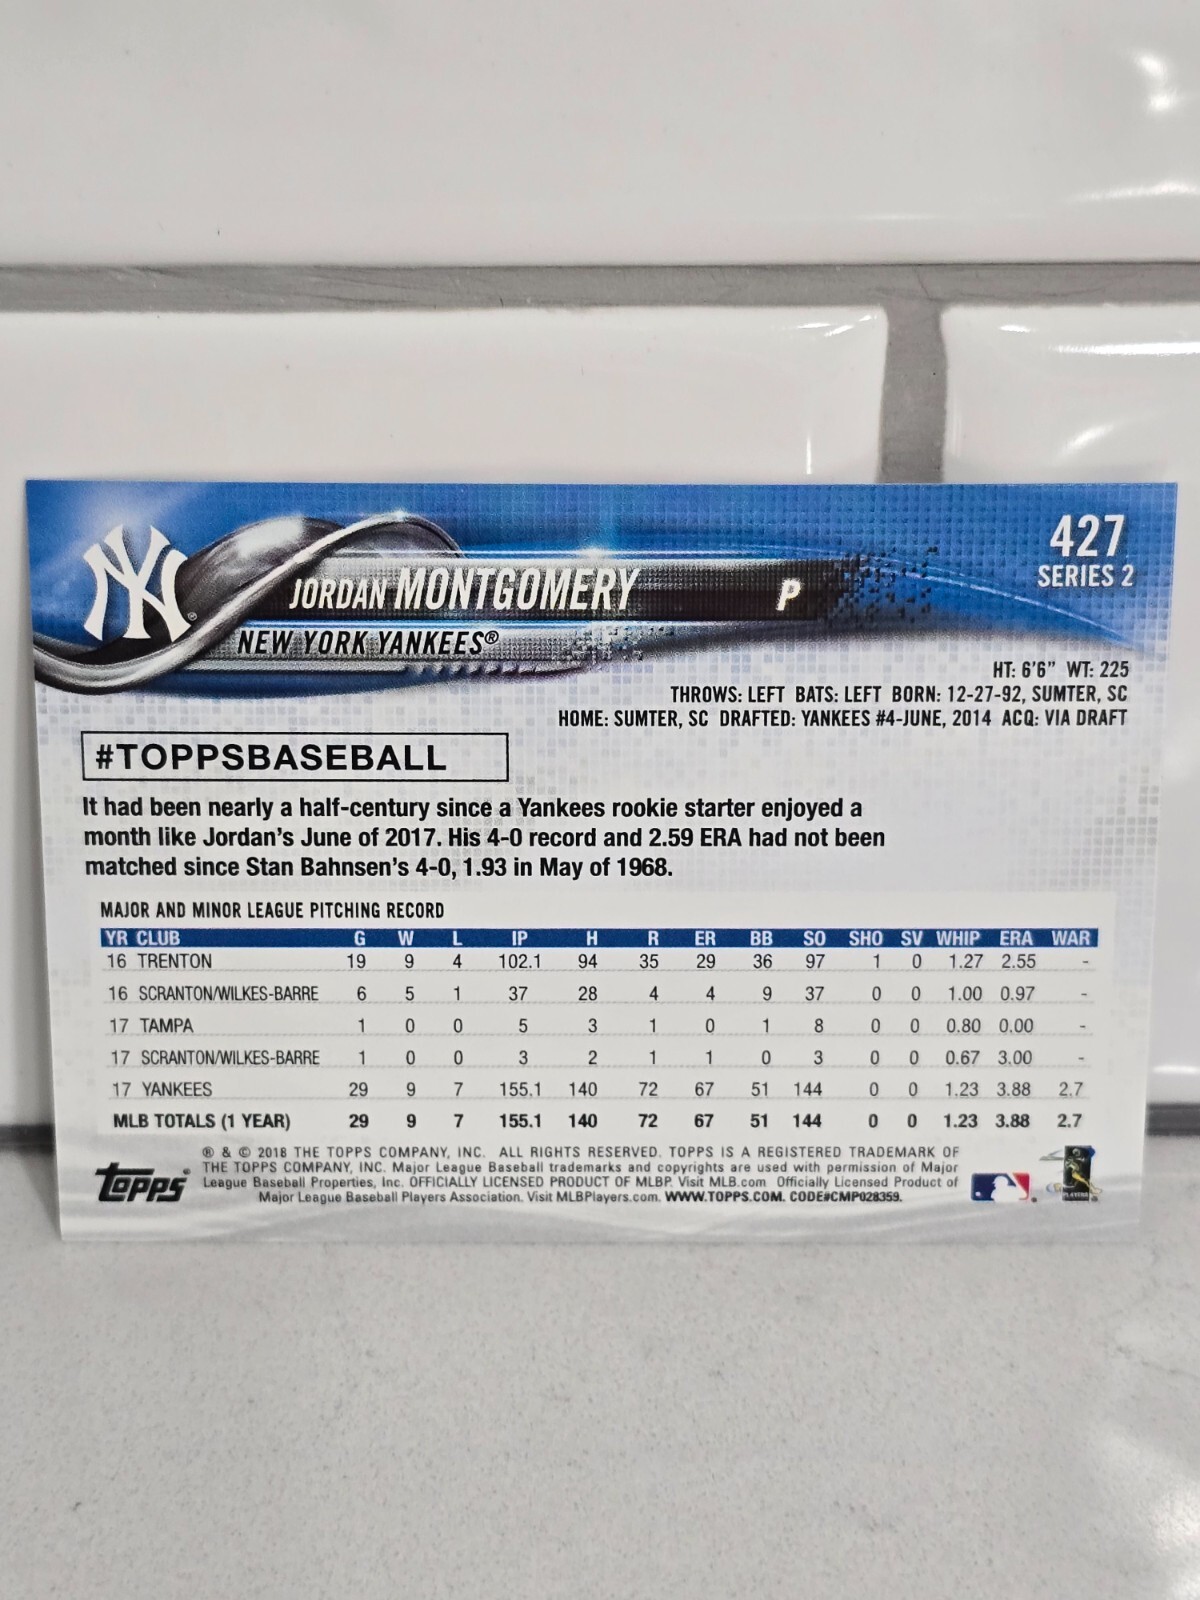 427
SERIES 2
NY ®
JORDAN MONTGOMERY P
NEW YORK YANKEES®
HT: 6'6" WT: 225
THROWS: LEFT BATS: LEFT BORN: 12-27-92, SUMTER, SC
HOME: SUMTER, SC DRAFTED: YANKEES #4-JUNE, 2014 ACQ: VIA DRAFT
#TOPPSBASEBALL
It had been nearly a half-century since a Yankees rookie starter enjoyed a
month like Jordan's June of 2017. His 4-0 record and 2.59 ERA had not been
matched since Stan Bahnsen's 4-0, 1.93 in May of 1968.
MAJOR AND MINOR LEAGUE PITCHING RECORD
YR CLUB G W L IP H R ER BB SO SHO SV WHIP ERA WAR
16 TRENTON 19 9 4 102.1 94 35 29 36 97 1 0 1.27 2.55 -
16 SCRANTON/WILKES-BARRE 6 5 1 37 28 4 4 9 37 0 0 1.00 0.97 -
17 TAMPA 1 0 0 5 3 1 0 1 8 0 0 0.80 0.00 -
17 SCRANTON/WILKES-BARRE 1 0 0 3 2 1 1 0 3 0 0 0.67 3.00 -
17 YANKEES 29 9 7 155.1 140 72 67 51 144 0 0 1.23 3.88 2.7
MLB TOTALS (1 YEAR) 29 9 7 155.1 140 72 67 51 144 0 0 1.23 3.88 2.7
® & © 2018 THE TOPPS COMPANY, INC. ALL RIGHTS RESERVED. TOPPS IS A REGISTERED TRADEMARK OF
THE TOPPS COMPANY, INC. Major League Baseball trademarks and copyrights are used with permission of Major
League Baseball Properties, Inc. OFFICIALLY LICENSED PRODUCT OF MLBP. Visit MLB.com Officially Licensed Product of
Major League Baseball Players Association. Visit MLBPlayers.com. WWW.TOPPS.COM. CODE#CMP028359.
topps®
PLAYERS